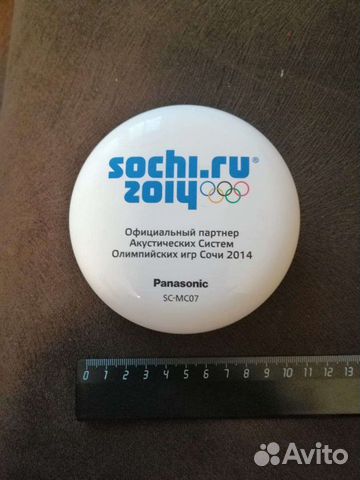 sochi.ru®
2014
Официальный партнер
Акустических Систем
Олимпийских игр Сочи 2014
Panasonic
SC-MC07
0 1 2 3 4 5 6 7 8 9 10 11 12 13
Avito